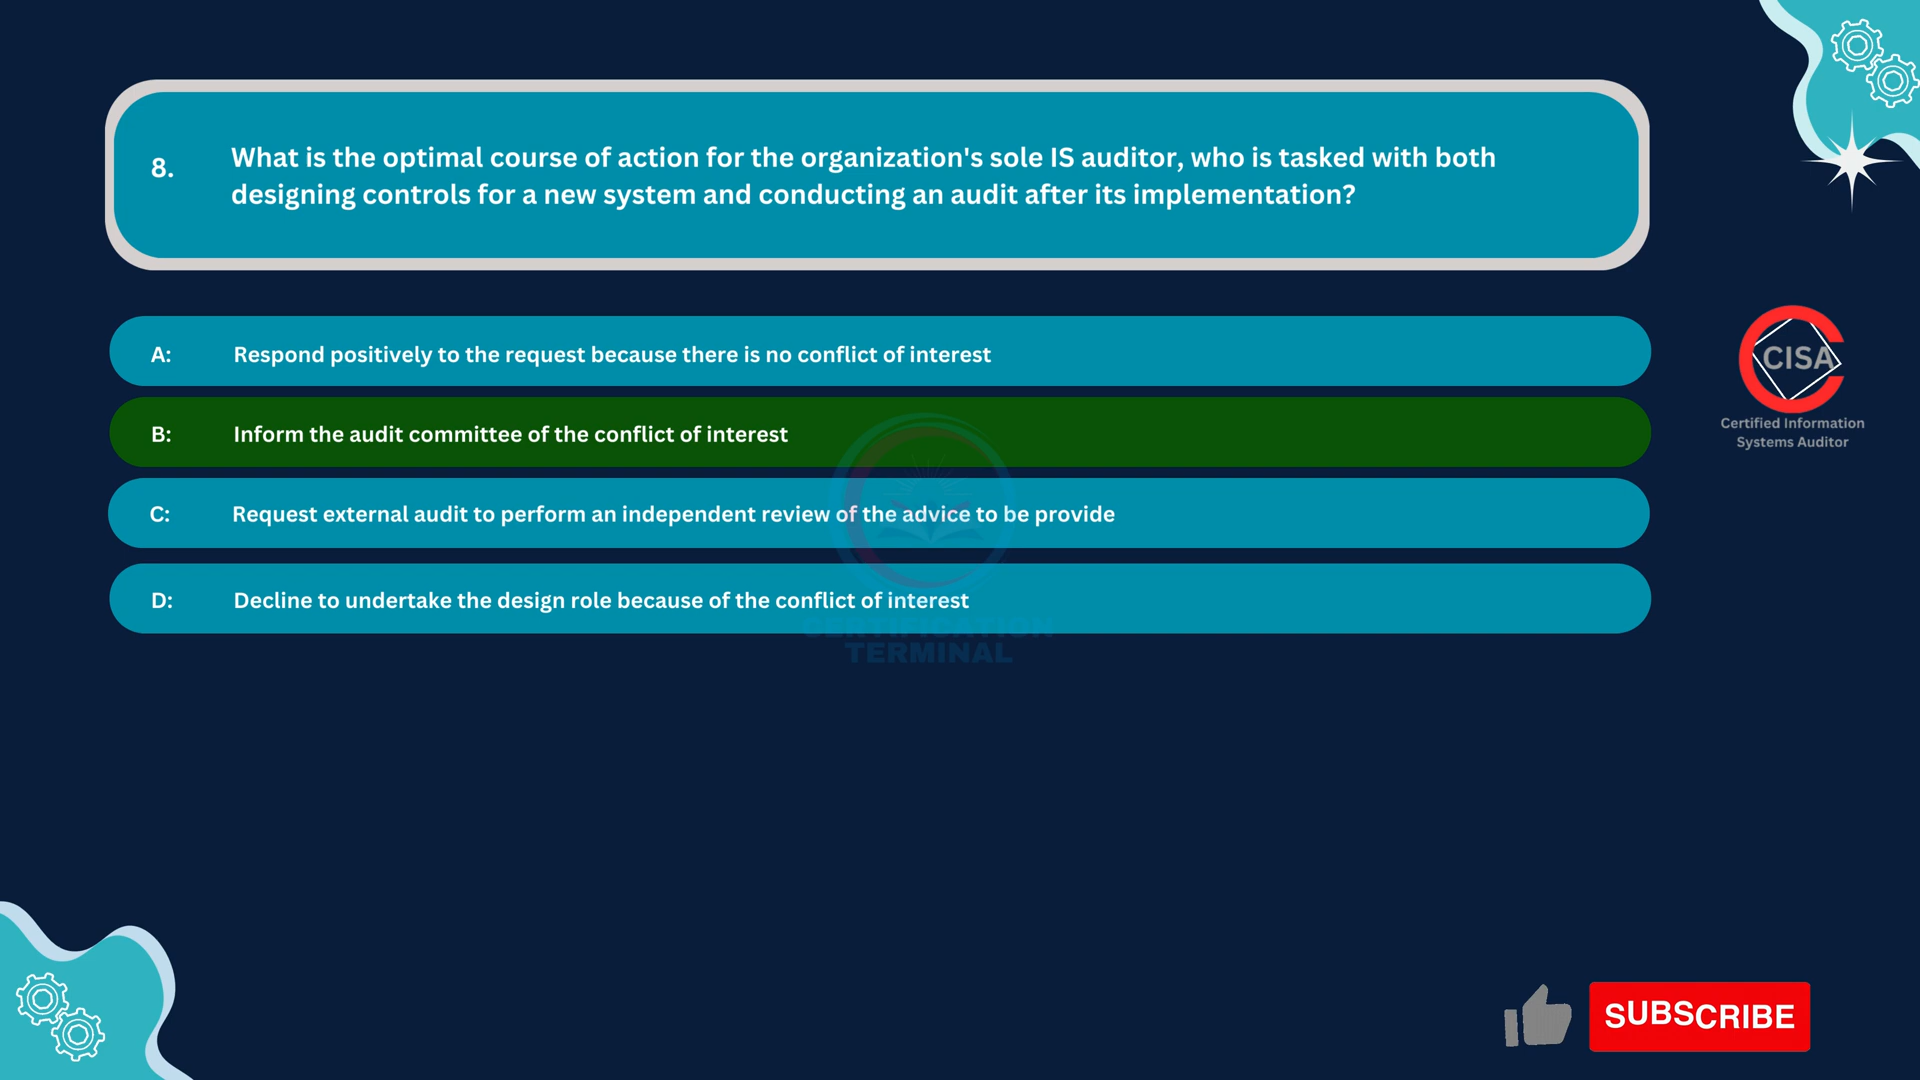 8.
What is the optimal course of action for the organization's sole IS auditor, who is tasked with both
designing controls for a new system and conducting an audit after its implementation?
A: Respond positively to the request because there is no conflict of interest
B: Inform the audit committee of the conflict of interest
C: Request external audit to perform an independent review of the advice to be provide
D: Decline to undertake the design role because of the conflict of interest
CERTIFICATION
TERMINAL
CISA
Certified Information
Systems Auditor
SUBSCRIBE